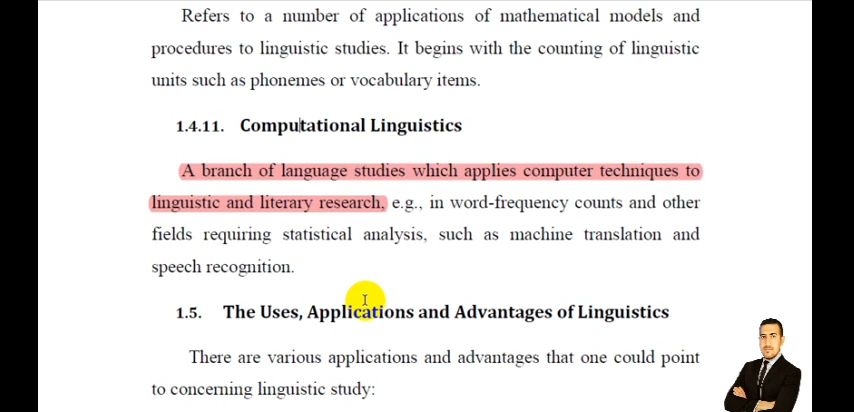 Refers to a number of applications of mathematical models and
procedures to linguistic studies. It begins with the counting of linguistic
units such as phonemes or vocabulary items.
1.4.11. Computational Linguistics
A branch of language studies which applies computer techniques to
linguistic and literary research, e.g., in word-frequency counts and other
fields requiring statistical analysis, such as machine translation and
speech recognition.
1.5. The Uses, Applications and Advantages of Linguistics
There are various applications and advantages that one could point
to concerning linguistic study: